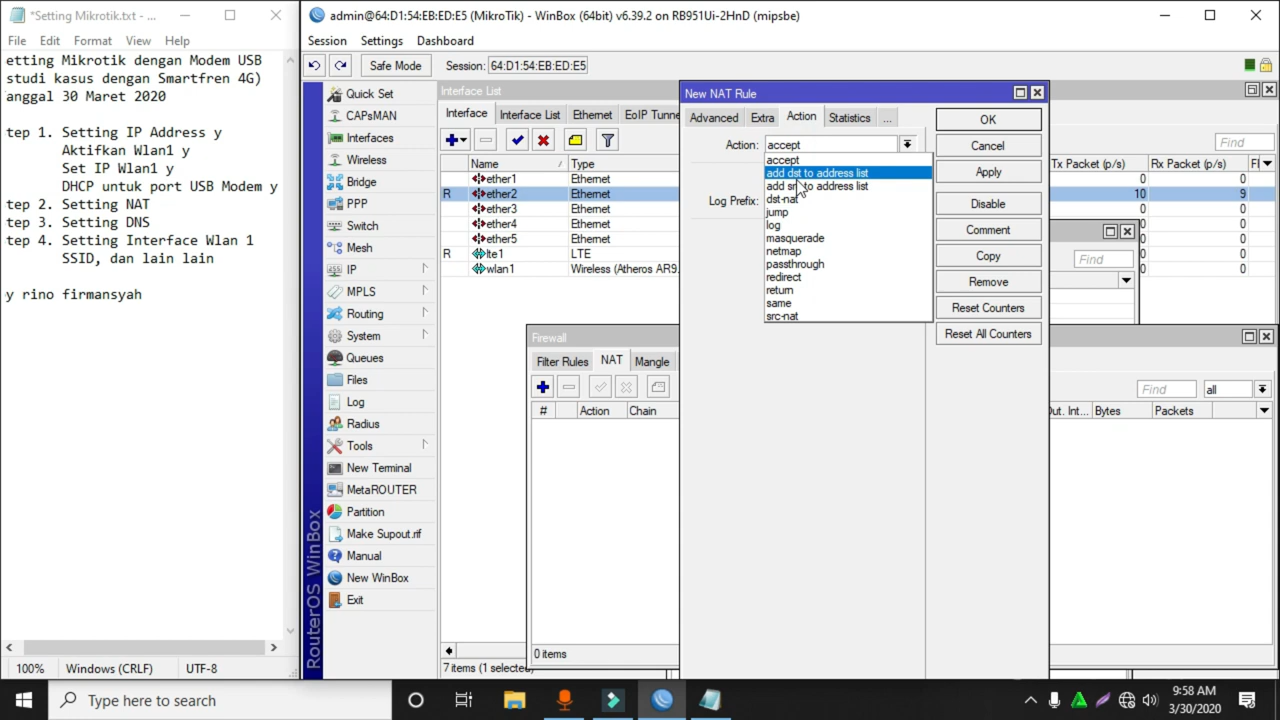 *Setting Mikrotik.txt - ...
File Edit Format View Help
etting Mikrotik dengan Modem USB
studi kasus dengan Smartfren 4G)
anggal 30 Maret 2020
tep 1. Setting IP Address y
Aktifkan Wlan1 y
Set IP Wlan1 y
DHCP untuk port USB Modem y
tep 2. Setting NAT
tep 3. Setting DNS
tep 4. Setting Interface Wlan 1
SSID, dan lain lain
y rino firmansyah
100% Windows (CRLF) UTF-8
admin@64:D1:54:EB:ED:E5 (MikroTik) - WinBox (64bit) v6.39.2 on RB951Ui-2HnD (mipsbe)
Session Settings Dashboard
Safe Mode Session: 64:D1:54:EB:ED:E5
RouterOS WinBox
Quick Set
CAPsMAN
Interfaces
Wireless
Bridge
PPP
Switch
Mesh
IP
MPLS
Routing
System
Queues
Files
Log
Radius
Tools
New Terminal
MetaROUTER
Partition
Make Supout.rif
Manual
New WinBox
Exit
Interface List
Interface Interface List Ethernet EoIP Tunne
Find
Name Type Tx Packet (p/s) Rx Packet (p/s) FI
ether1 Ethernet 0 0
R ether2 Ethernet 10 9
ether3 Ethernet 0 0
ether4 Ethernet 0
ether5 Ethernet 0
R lte1 LTE 0
wlan1 Wireless (Atheros AR9... 0
7 items (1 selected
Find
Firewall
Filter Rules NAT Mangle
Find all
# Action Chain ut. Int... Bytes Packets
0 items
New NAT Rule
Advanced Extra Action Statistics ...
Action: accept
accept
add dst to address list
add src to address list
dst-nat
jump
log
masquerade
netmap
passthrough
redirect
return
same
src-nat
Log Prefix:
OK
Cancel
Apply
Disable
Comment
Copy
Remove
Reset Counters
Reset All Counters
Type here to search
9:58 AM
3/30/2020